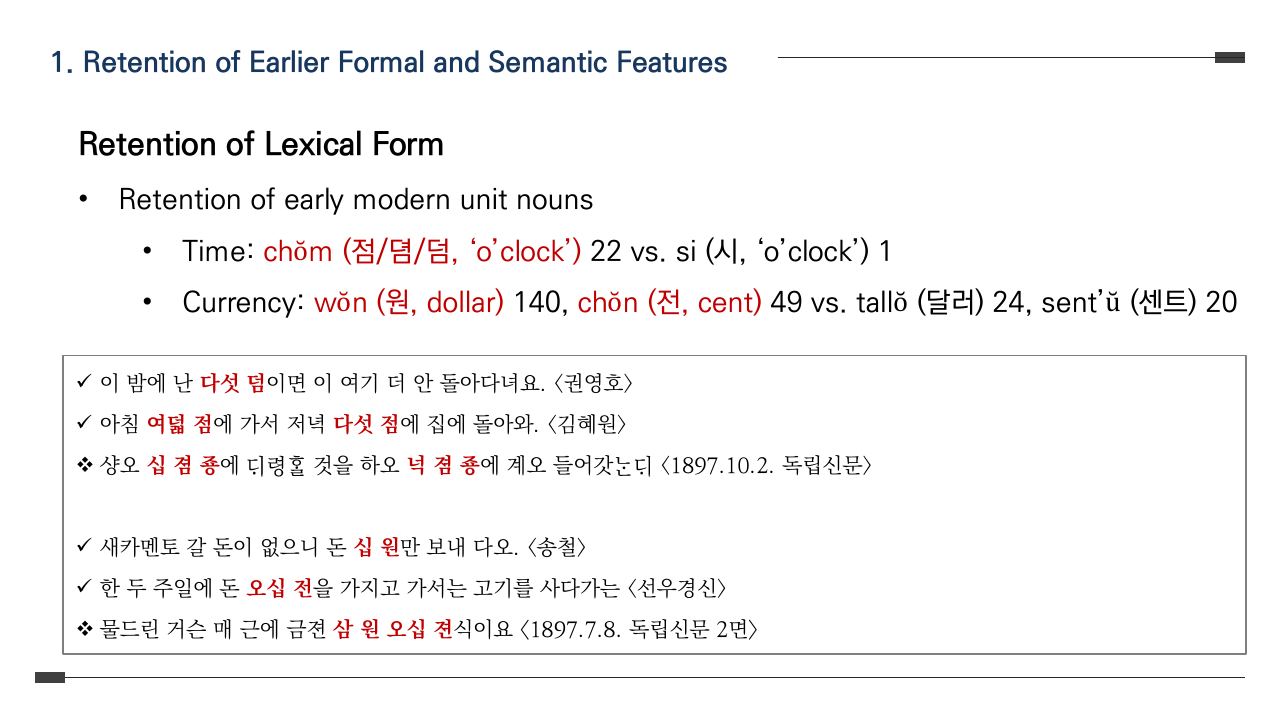 1. Retention of Earlier Formal and Semantic Features
Retention of Lexical Form
• Retention of early modern unit nouns
• Time: chŏm (점/뎜/덤, ‘o’clock’) 22 vs. si (시, ‘o’clock’) 1
• Currency: wŏn (원, dollar) 140, chŏn (전, cent) 49 vs. tallŏ (달러) 24, sent’ŭ (센트) 20
✓ 이 밤에 난 다섯 덤이면 이 여기 더 안 돌아다녀요. 〈권영호〉
✓ 아침 여덟 점에 가서 저녁 다섯 점에 집에 돌아와. 〈김혜원〉
❖ 샹오 십 졈 죵에 ᄃᆡ령ᄒᆞᆯ 것을 하오 넉 졈 죵에 계오 들어갓ᄂᆞᆫᄃᆡ 〈1897.10.2. 독립신문〉
✓ 새카멘토 갈 돈이 없으니 돈 십 원만 보내 다오. 〈송철〉
✓ 한 두 주일에 돈 오십 전을 가지고 가서는 고기를 사다가는 〈선우경신〉
❖ 물드린 거슨 매 근에 금젼 삼 원 오십 젼식이요 〈1897.7.8. 독립신문 2면〉